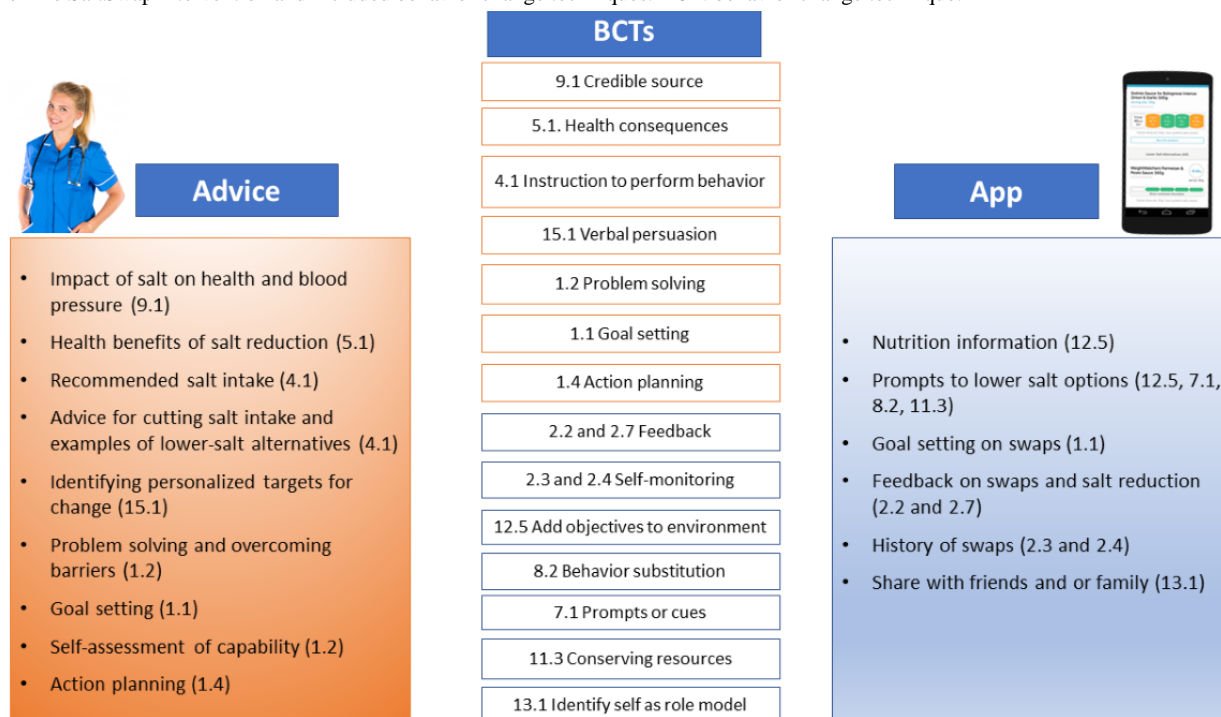 BCTs
9.1 Credible source
5.1. Health consequences
4.1 Instruction to perform behavior
15.1 Verbal persuasion
1.2 Problem solving
1.1 Goal setting
1.4 Action planning
2.2 and 2.7 Feedback
2.3 and 2.4 Self-monitoring
12.5 Add objectives to environment
8.2 Behavior substitution
7.1 Prompts or cues
11.3 Conserving resources
13.1 Identify self as role model
Advice
• Impact of salt on health and blood
pressure (9.1)
• Health benefits of salt reduction (5.1)
• Recommended salt intake (4.1)
• Advice for cutting salt intake and
examples of lower-salt alternatives (4.1)
• Identifying personalized targets for
change (15.1)
• Problem solving and overcoming
barriers (1.2)
• Goal setting (1.1)
• Self-assessment of capability (1.2)
• Action planning (1.4)
App
• Nutrition information (12.5)
• Prompts to lower salt options (12.5, 7.1,
8.2, 11.3)
• Goal setting on swaps (1.1)
• Feedback on swaps and salt reduction
(2.2 and 2.7)
• History of swaps (2.3 and 2.4)
• Share with friends and or family (13.1)